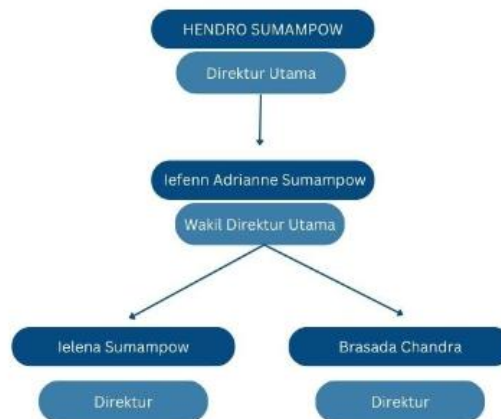 HENDRO SUMAMPOW
Direktur Utama
Iefenn Adrianne Sumampow
Wakil Direktur Utama
Ielena Sumampow
Brasada Chandra
Direktur
Direktur